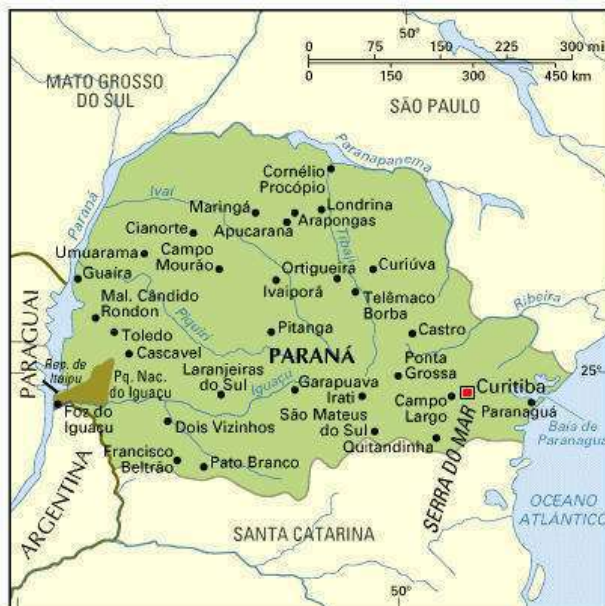 50°
0 75 150 225 300 mi
0 150 300 450 km
MATO GROSSO
DO SUL
SÃO PAULO
Paranapanema
Cornélio
Procópio
Paraná
Ivaí
Maringá
Londrina
Arapongas
Apucarana
Cianorte
Tibaji
Umuarama
Campo
Mourão
Guaíra
Ortigueira
Curiúva
Ivaiporã
Telêmaco
Borba
Mal. Cândido
Rondon
Piquiri
Ribeira
PARAGUAI
Toledo
Pitanga
Castro
Cascavel
PARANÁ
Rep. de
Itaipu
Pq. Nac.
do Iguaçu
Laranjeiras
do Sul
Iguaçu
Ponta
Grossa
25°
Garapuava
Irati
Curitiba
Campo
Largo
Paranaguá
Foz do
Iguaçu
São Mateus
do Sul
Dois Vizinhos
Baía de
Paranaguá
Quitandinha
Francisco
Beltrão
Pato Branco
SERRA DO MAR
ARGENTINA
OCEANO
ATLÁNTICO
SANTA CATARINA
50°